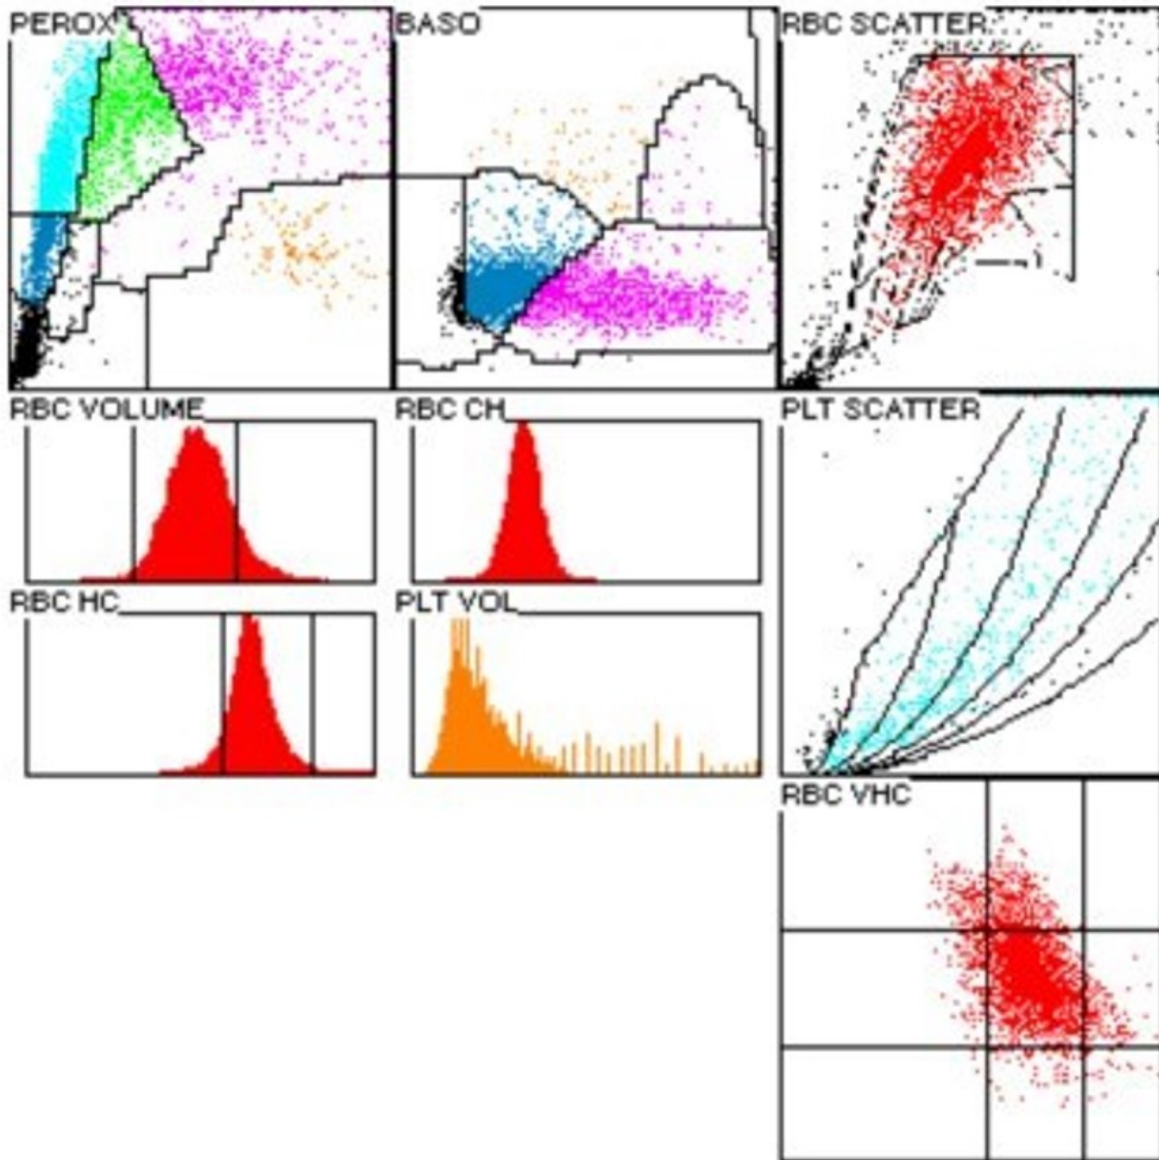 PEROX
BASO
RBC SCATTER
RBC VOLUME
RBC CH
PLT SCATTER
RBC HC
PLT VOL
RBC VHC